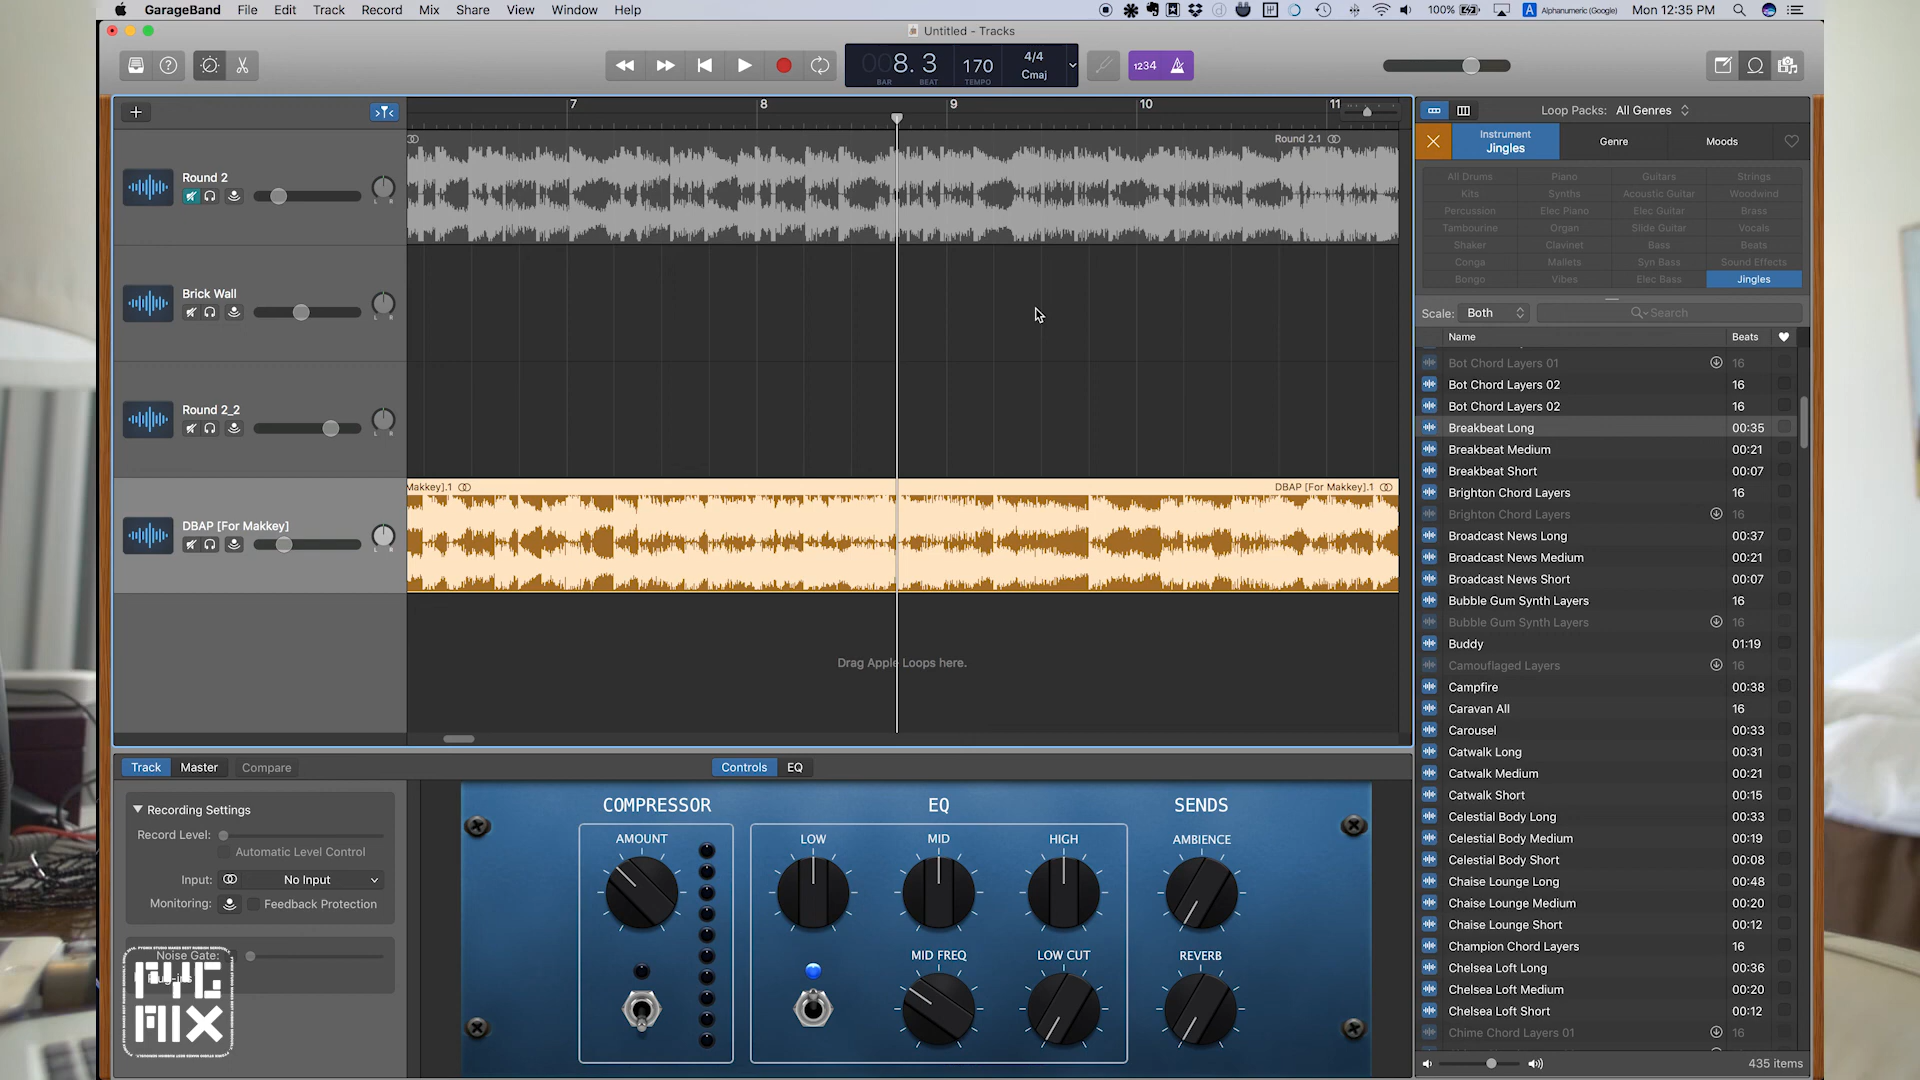 GarageBand File Edit Track Record Mix Share View Window Help
100% A Alphanumeric (Google) Mon 12:35 PM
Untitled - Tracks
008. 3 170 4/4 Cmaj
BAR BEAT TEMPO
1234
7 8 9 10 11
Round 2
Round 2.1
Brick Wall
Round 2_2
DBAP [For Makkey]
Makkey].1
DBAP [For Makkey].1
L R
L R
L R
L R
Drag Apple Loops here.
Loop Packs: All Genres
Instrument
Jingles
Genre
Moods
All Drums Piano Guitars Strings
Kits Synths Acoustic Guitar Woodwind
Percussion Elec Piano Elec Guitar Brass
Tambourine Organ Slide Guitar Vocals
Shaker Clavinet Bass Beats
Conga Mallets Syn Bass Sound Effects
Bongo Vibes Elec Bass Jingles
Scale: Both Search
Name Beats
Bot Chord Layers 01 16
Bot Chord Layers 02 16
Bot Chord Layers 02 16
Breakbeat Long 00:35
Breakbeat Medium 00:21
Breakbeat Short 00:07
Brighton Chord Layers 16
Brighton Chord Layers 16
Broadcast News Long 00:37
Broadcast News Medium 00:21
Broadcast News Short 00:07
Bubble Gum Synth Layers 16
Bubble Gum Synth Layers 16
Buddy 01:19
Camouflaged Layers 16
Campfire 00:38
Caravan All 16
Carousel 00:33
Catwalk Long 00:31
Catwalk Medium 00:21
Catwalk Short 00:15
Celestial Body Long 00:33
Celestial Body Medium 00:19
Celestial Body Short 00:08
Chaise Lounge Long 00:48
Chaise Lounge Medium 00:20
Chaise Lounge Short 00:12
Champion Chord Layers 16
Chelsea Loft Long 00:36
Chelsea Loft Medium 00:20
Chelsea Loft Short 00:12
Chime Chord Layers 01 16
435 items
Track Master Compare
Controls EQ
Recording Settings
Record Level:
Automatic Level Control
Input: No Input
Monitoring: Feedback Protection
Noise Gate:
COMPRESSOR EQ SENDS
AMOUNT LOW MID HIGH AMBIENCE
MID FREQ LOW CUT REVERB